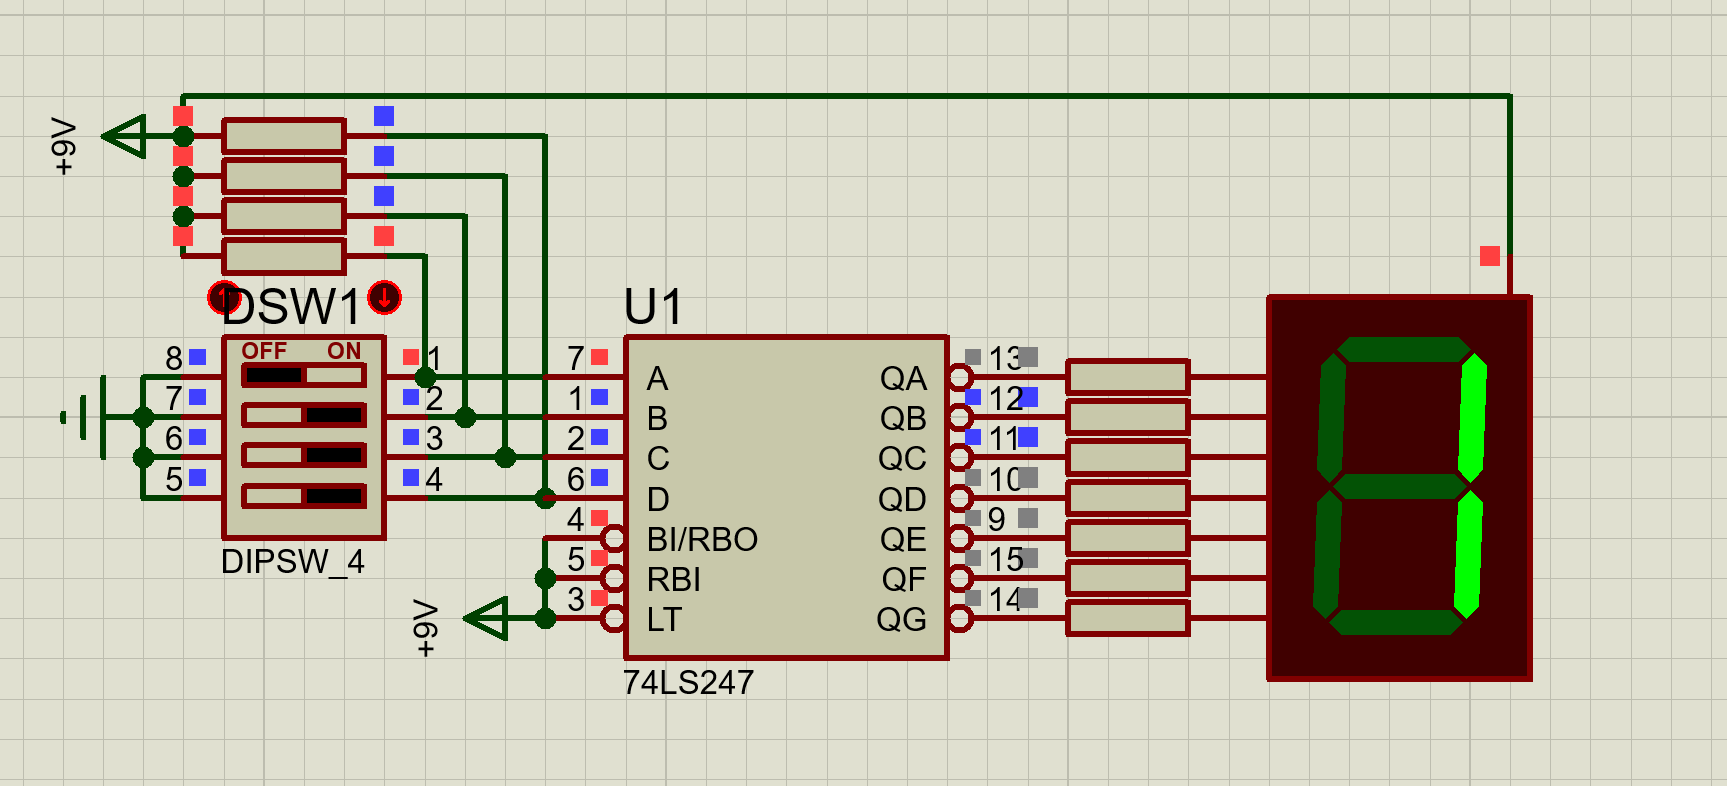 +9V
DSW1
OFF ON
8 1
7 2
6 3
5 4
DIPSW_4
U1
7 A QA 13
1 B QB 12
2 C QC 11
6 D QD 10
4 BI/RBO QE 9
5 RBI QF 15
3 LT QG 14
74LS247
+9V